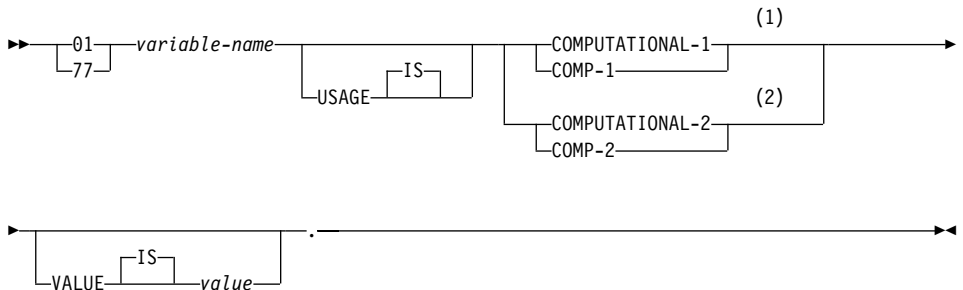 (1)
01 variable-name COMPUTATIONAL-1
77 IS COMP-1
USAGE (2)
COMPUTATIONAL-2
COMP-2
.
IS
VALUE value